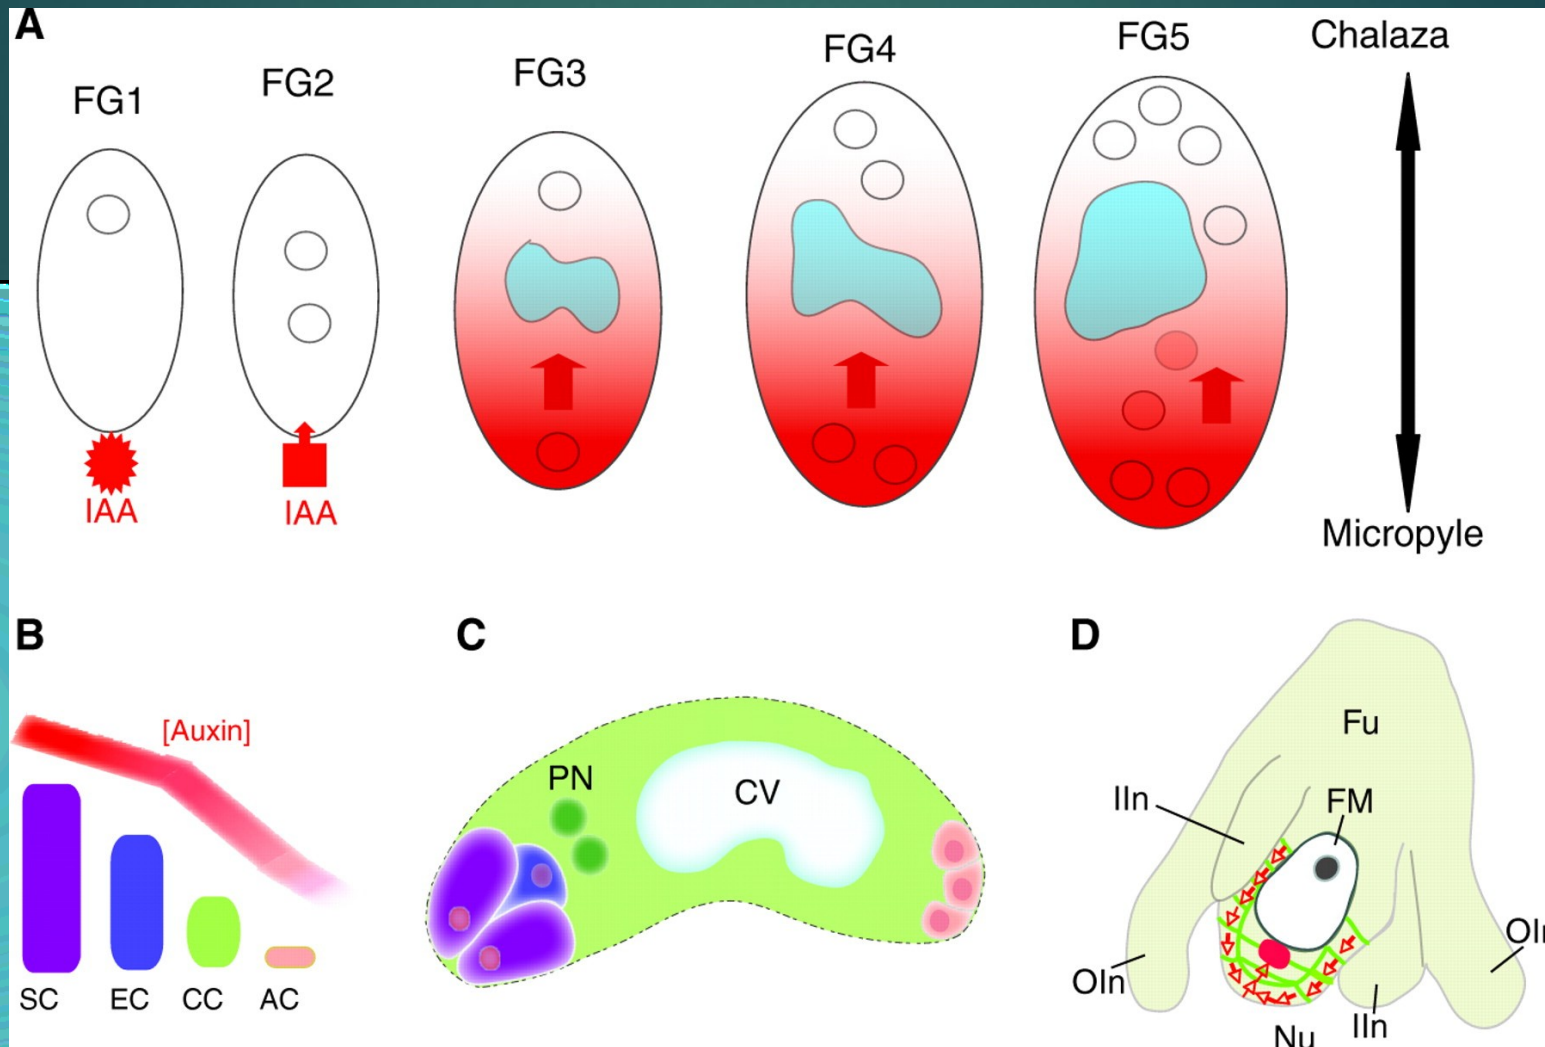 A
FG1
FG2
FG3
FG4
FG5
Chalaza
IAA
IAA
Micropyle
B
[Auxin]
SC
EC
CC
AC
C
PN
CV
D
Fu
IIn
FM
OIn
Nu
IIn